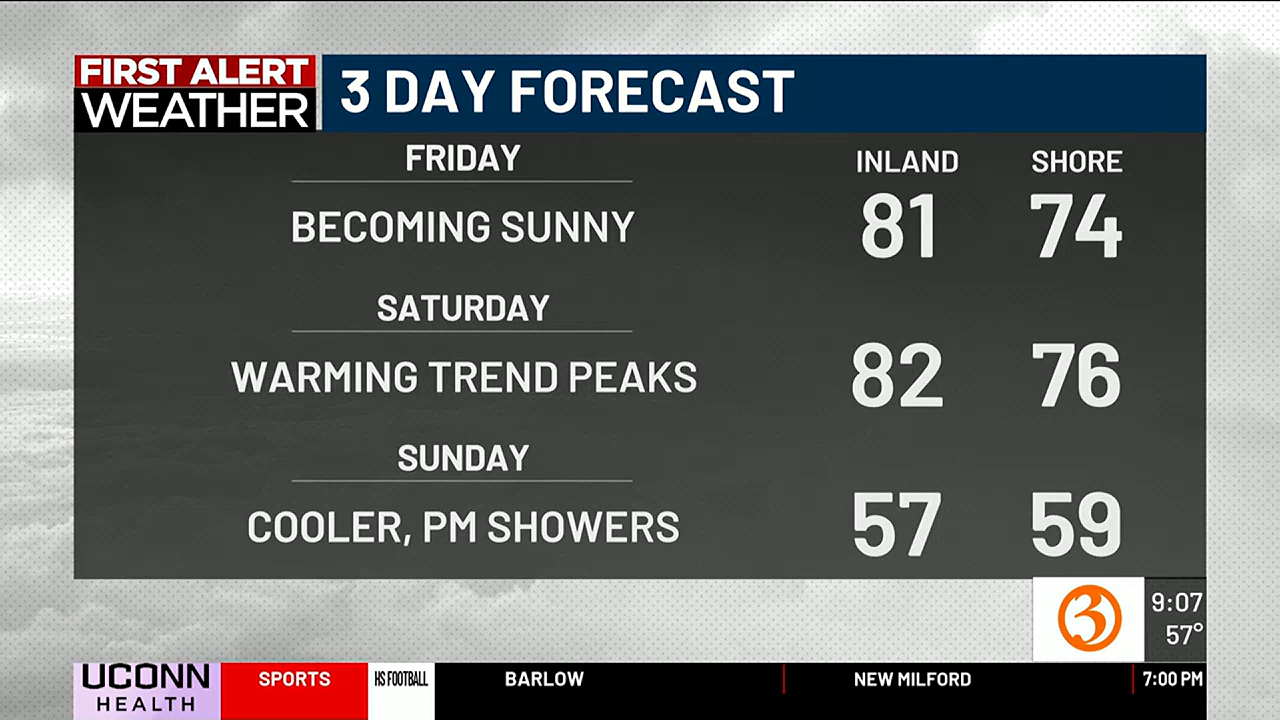 FIRST ALERT
WEATHER
3 DAY FORECAST
FRIDAY
INLAND
SHORE
BECOMING SUNNY
81
74
SATURDAY
WARMING TREND PEAKS
82
76
SUNDAY
COOLER, PM SHOWERS
57
59
3
9:07
57°
UCONN
HEALTH
SPORTS
HS FOOTBALL
BARLOW
NEW MILFORD
7:00 PM